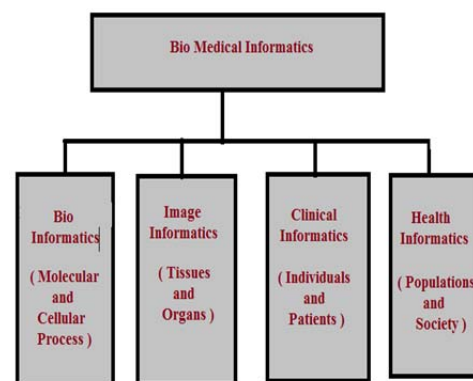 Bio Medical Informatics
Bio
Informatics
( Molecular
and
Cellular
Process )
Image
Informatics
( Tissues
and
Organs )
Clinical
Informatics
( Individuals
and
Patients )
Health
Informatics
( Populations
and
Society )